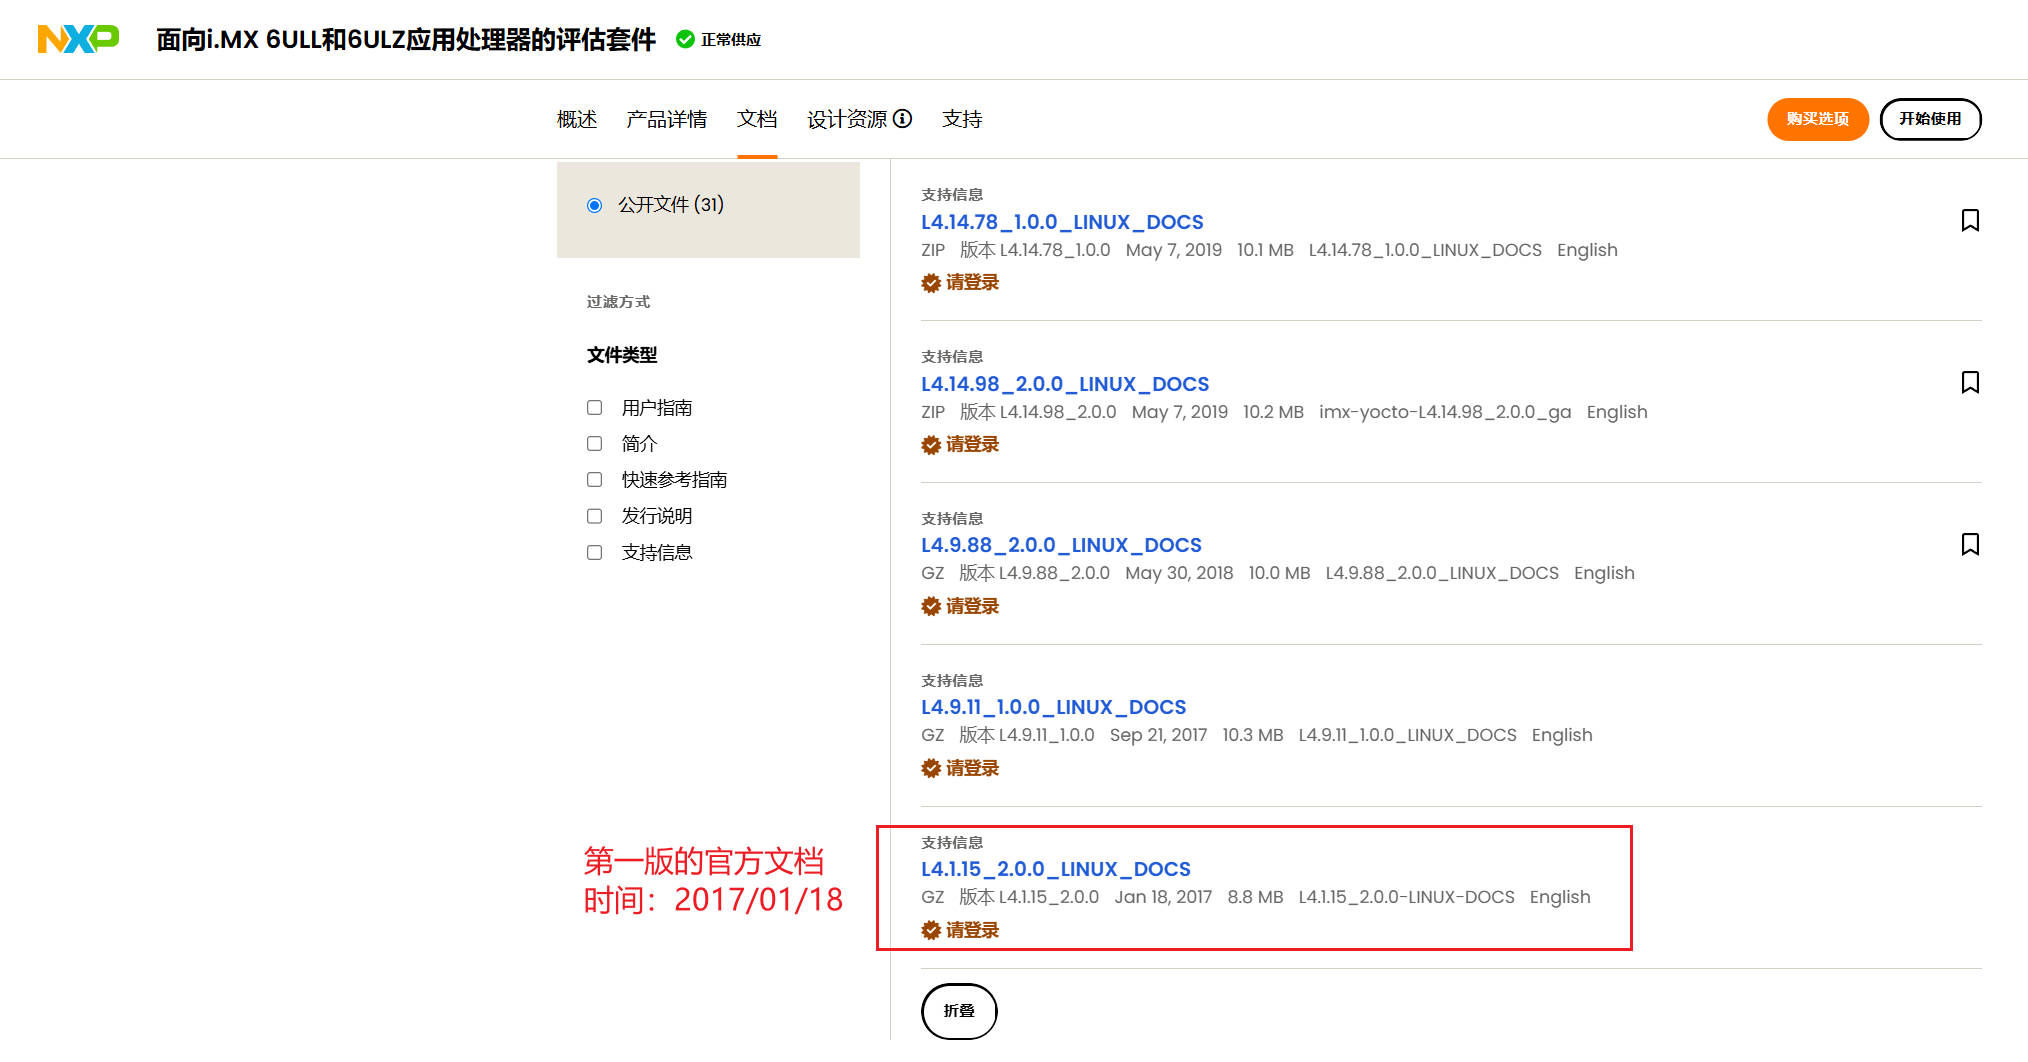 NXP 面向i.MX 6ULL和6ULZ应用处理器的评估套件 正常供应
概述 产品详情 文档 设计资源 支持 购买选项 开始使用
公开文件 (31)
过滤方式
文件类型
用户指南
简介
快速参考指南
发行说明
支持信息
支持信息
L4.14.78_1.0.0_LINUX_DOCS
ZIP 版本 L4.14.78_1.0.0 May 7, 2019 10.1 MB L4.14.78_1.0.0_LINUX_DOCS English
请登录
支持信息
L4.14.98_2.0.0_LINUX_DOCS
ZIP 版本 L4.14.98_2.0.0 May 7, 2019 10.2 MB imx-yocto-L4.14.98_2.0.0_ga English
请登录
支持信息
L4.9.88_2.0.0_LINUX_DOCS
GZ 版本 L4.9.88_2.0.0 May 30, 2018 10.0 MB L4.9.88_2.0.0_LINUX_DOCS English
请登录
支持信息
L4.9.11_1.0.0_LINUX_DOCS
GZ 版本 L4.9.11_1.0.0 Sep 21, 2017 10.3 MB L4.9.11_1.0.0_LINUX_DOCS English
请登录
第一版的官方文档
时间：2017/01/18
支持信息
L4.1.15_2.0.0_LINUX_DOCS
GZ 版本 L4.1.15_2.0.0 Jan 18, 2017 8.8 MB L4.1.15_2.0.0-LINUX-DOCS English
请登录
折叠